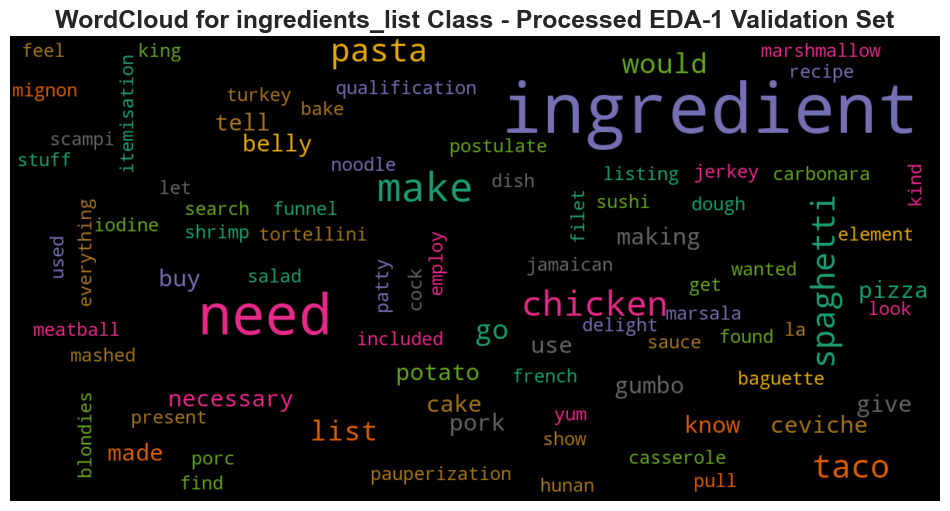 WordCloud for ingredients_list Class - Processed EDA-1 Validation Set
feel
king
pasta
marshmallow
would
recipe
mignon
itemisation
turkey
qualification
bake
ingredient
tell
scampi
belly
postulate
stuff
noodle
let
make
dish
listing
jerkey
carbonara
kind
everything
iodine
search
funnel
filet
sushi
dough
spaghetti
used
shrimp
tortellini
making
element
employ
patty
cock
jamaican
buy
salad
wanted
get
pizza
need
chicken
look
meatball
included
go
delight
marsala
found
la
mashed
use
sauce
potato
french
gumbo
baguette
blondies
necessary
cake
give
present
pork
yum
know
ceviche
list
show
made
porc
casserole
taco
find
pauperization
hunan
pull